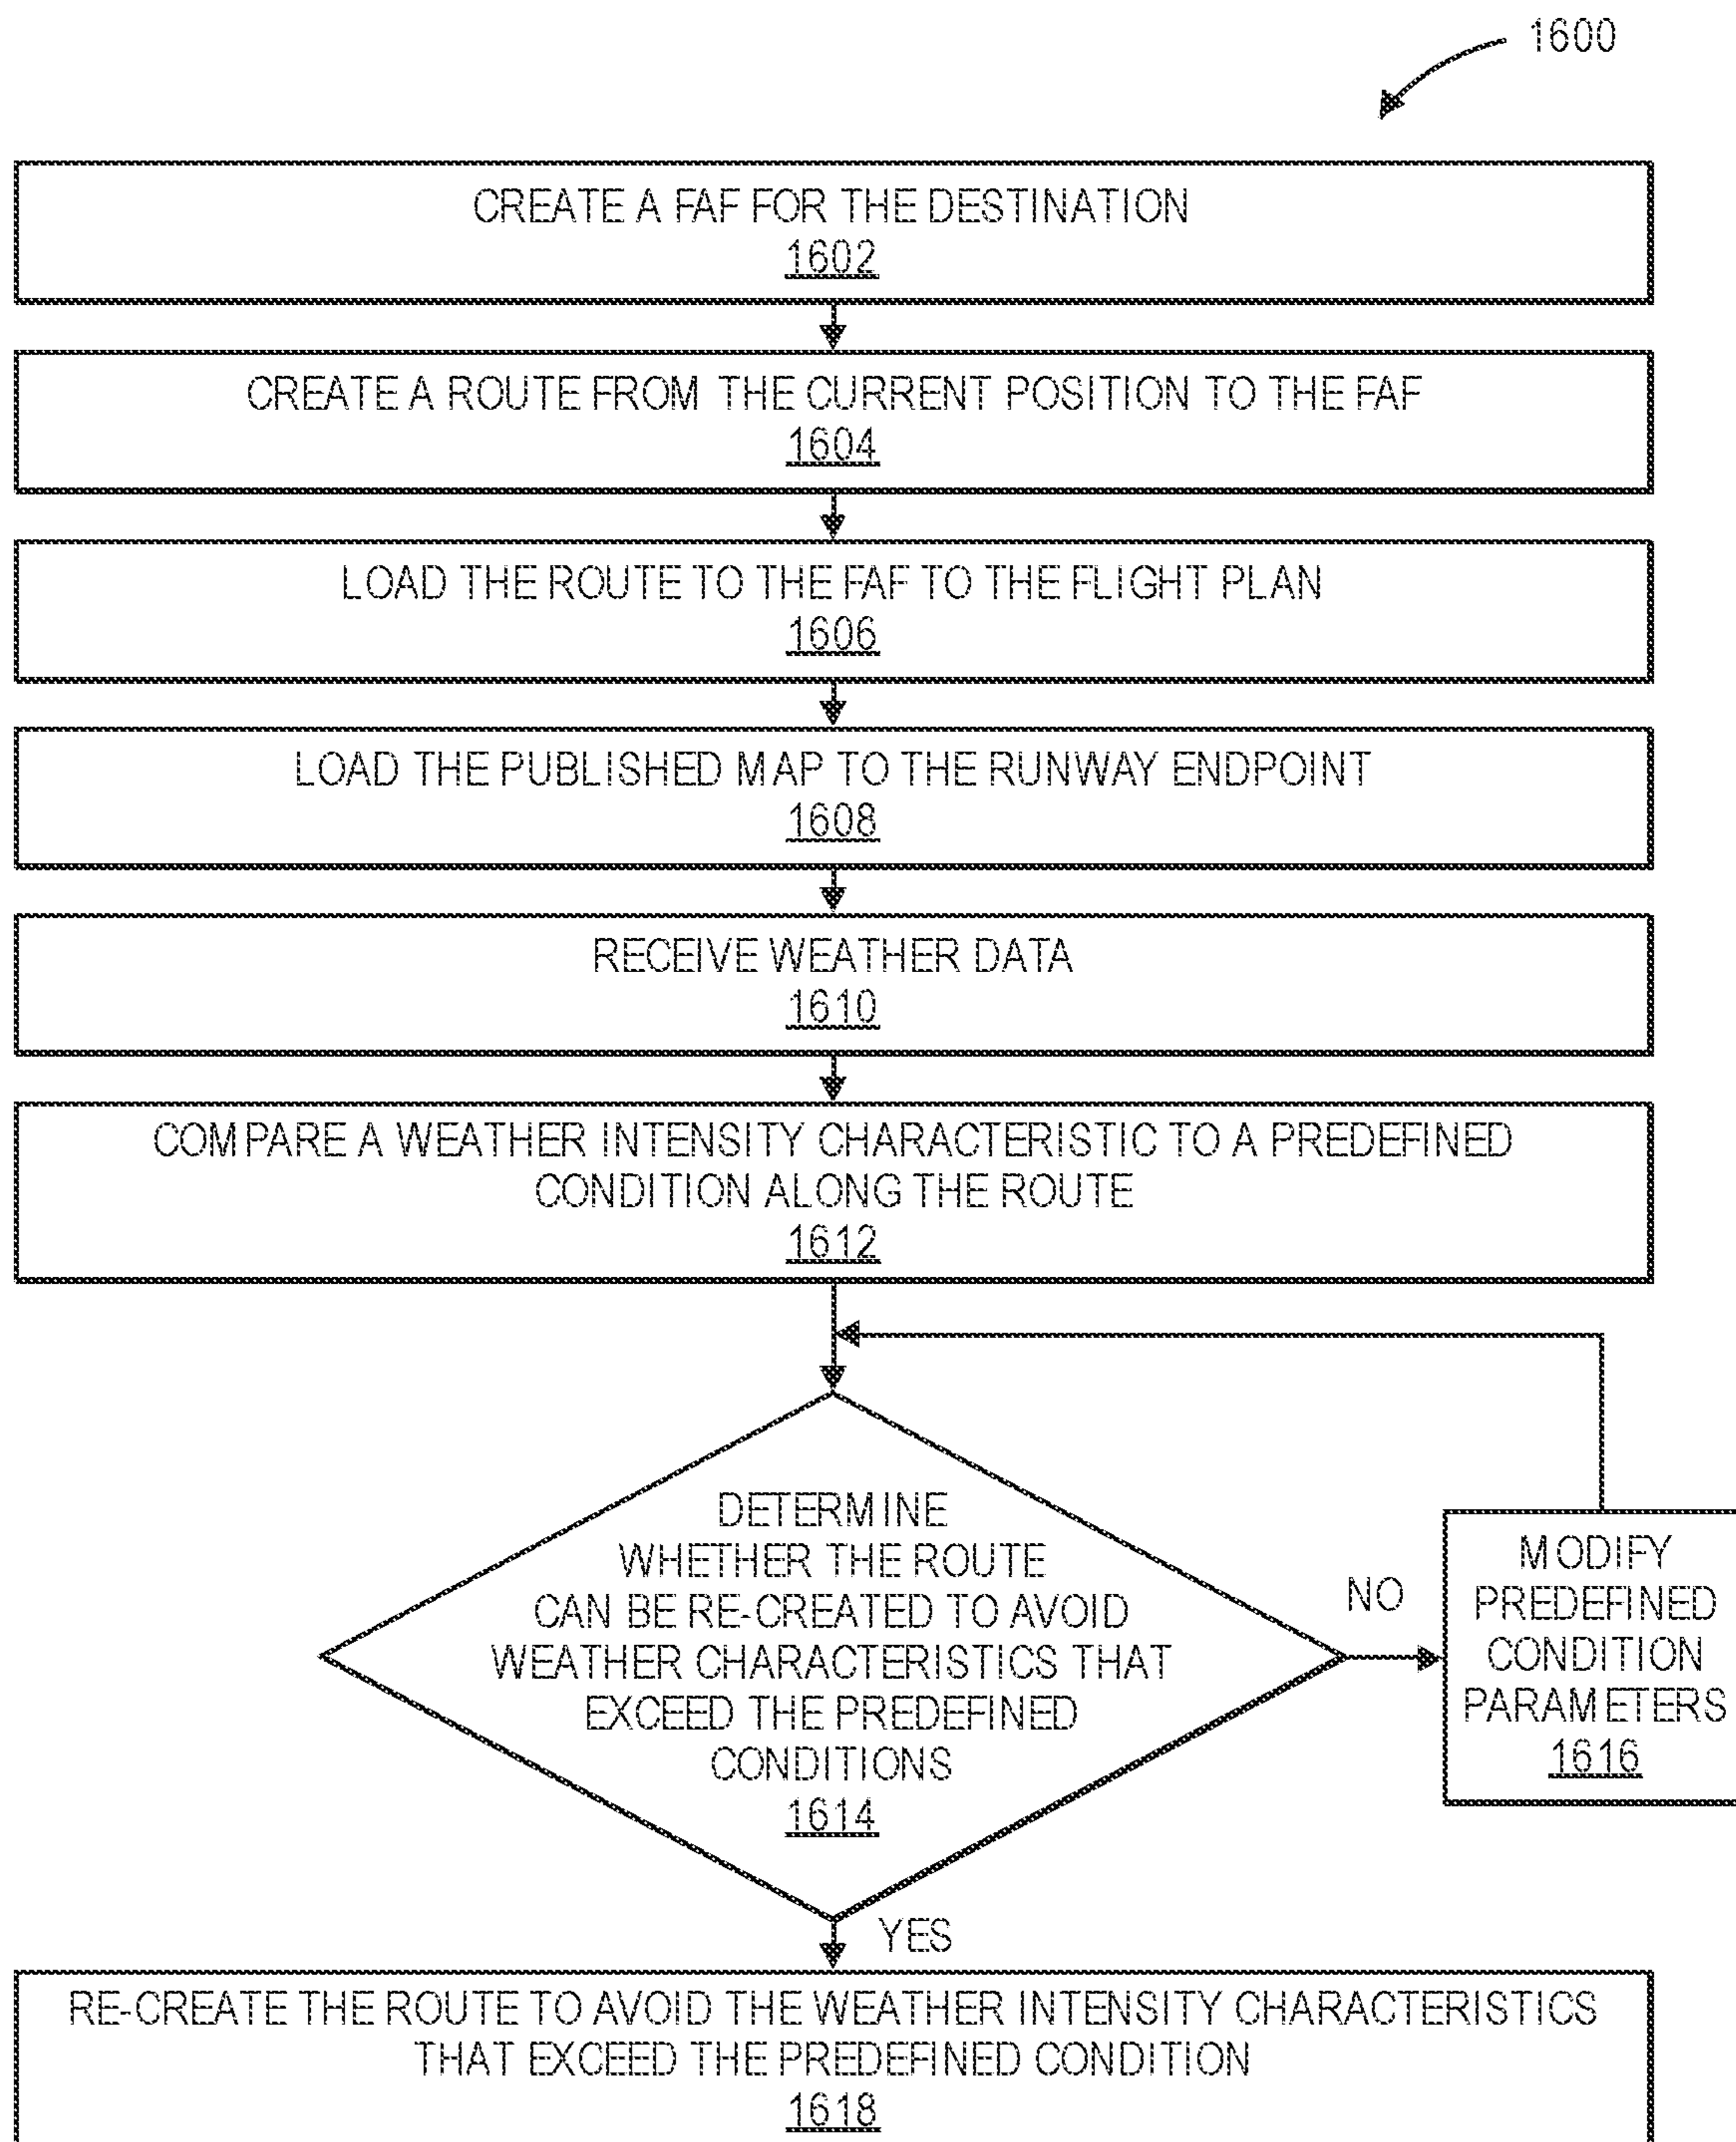 1600
CREATE A FAF FOR THE DESTINATION
1602
CREATE A ROUTE FROM THE CURRENT POSITION TO THE FAF
1604
LOAD THE ROUTE TO THE FAF TO THE FLIGHT PLAN
1606
LOAD THE PUBLISHED MAP TO THE RUNWAY ENDPOINT
1608
RECEIVE WEATHER DATA
1610
COMPARE A WEATHER INTENSITY CHARACTERISTIC TO A PREDEFINED
CONDITION ALONG THE ROUTE
1612
DETERMINE
WHETHER THE ROUTE
CAN BE RE-CREATED TO AVOID
WEATHER CHARACTERISTICS THAT
EXCEED THE PREDEFINED
CONDITIONS
1614
NO
MODIFY
PREDEFINED
CONDITION
PARAMETERS
1616
YES
RE-CREATE THE ROUTE TO AVOID THE WEATHER INTENSITY CHARACTERISTICS
THAT EXCEED THE PREDEFINED CONDITION
1618